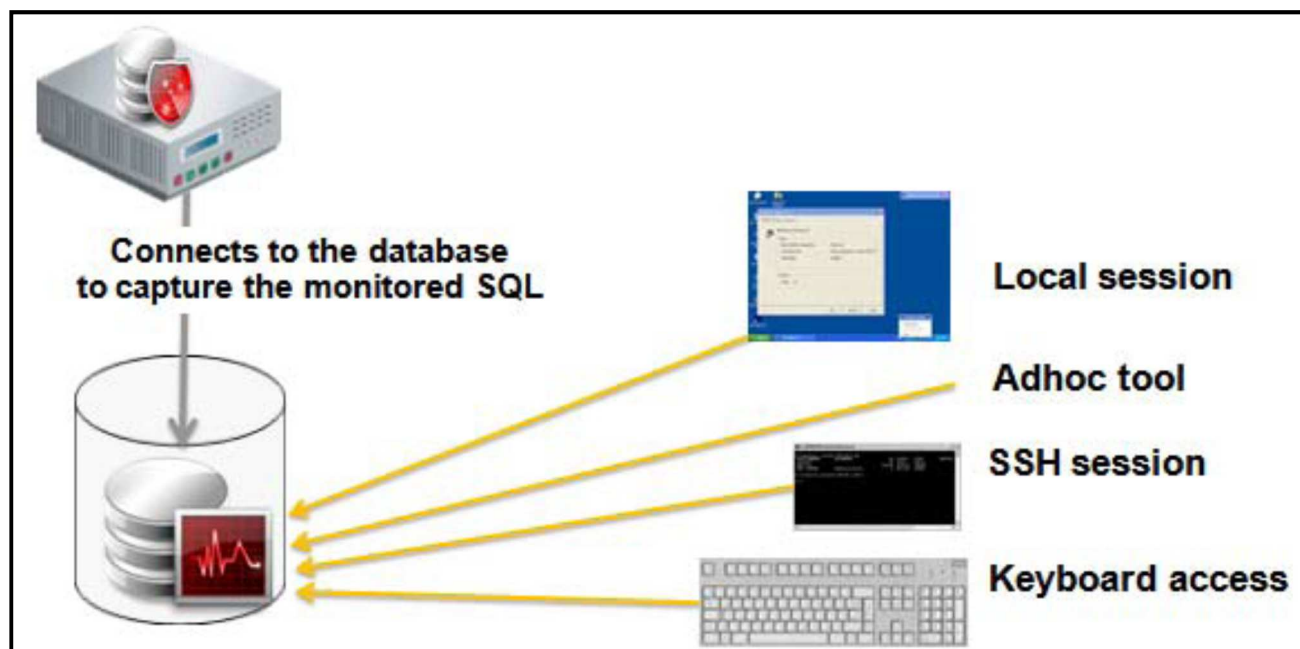 Connects to the database
to capture the monitored SQL
Local session
Adhoc tool
SSH session
Keyboard access